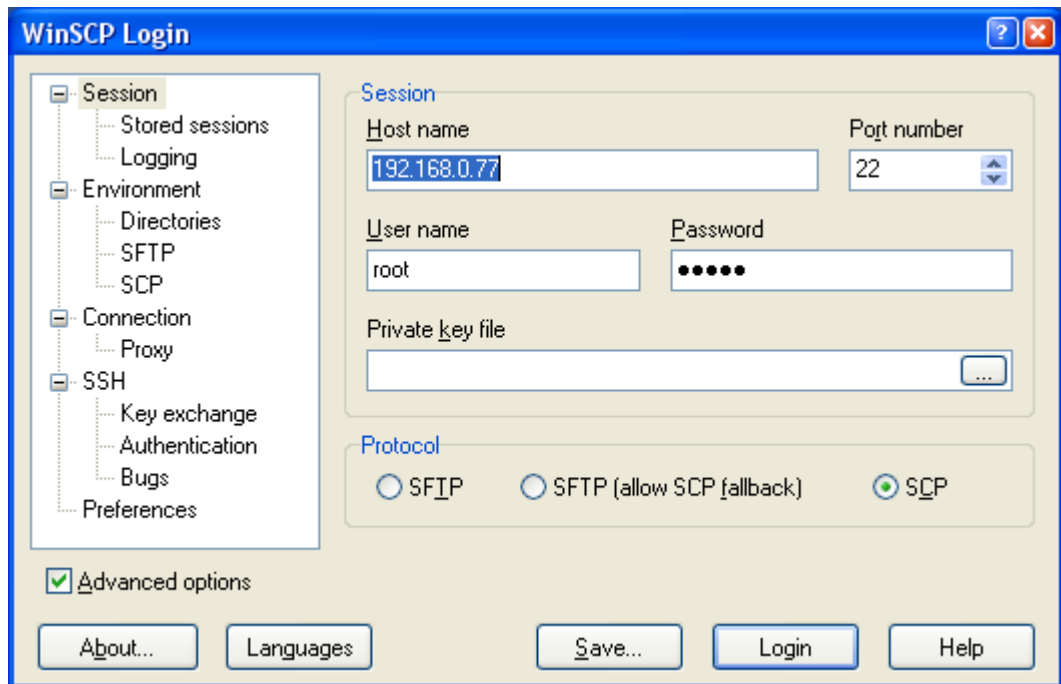 WinSCP Login
Session
Stored sessions
Logging
Environment
Directories
SFTP
SCP
Connection
Proxy
SSH
Key exchange
Authentication
Bugs
Preferences
Advanced options
Session
Host name
Port number
192.168.0.77
22
User name
Password
root
●●●●●
Private key file
...
Protocol
SFTP
SFTP (allow SCP fallback)
SCP
About...
Languages
Save...
Login
Help